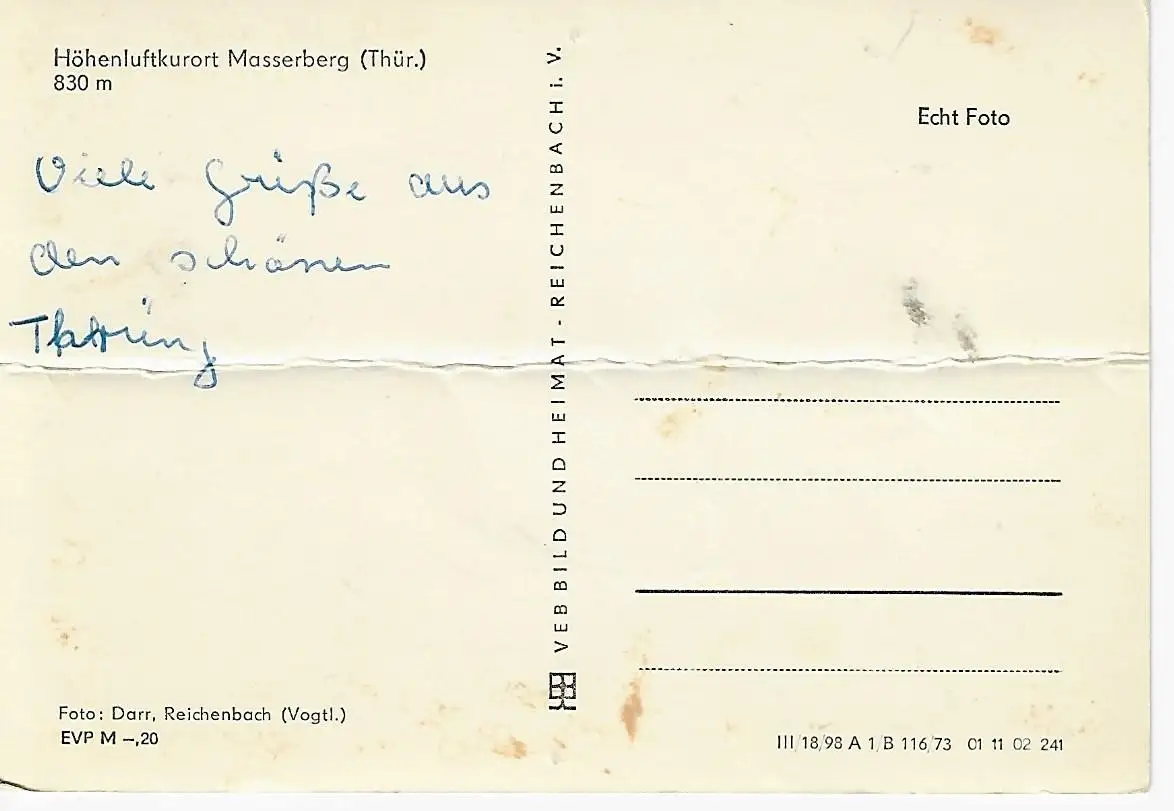 Höhenluftkurort Masserberg (Thür.)
830 m
Viele Grüße aus
den schönen
Foto: Darr, Reichenbach (Vogtl.)
EVP M –,20
VEB BILD UND HEIMAT - REICHENBACH i. V.
Echt Foto
III/18/98 A 1/B 116/73 01 11 02 241